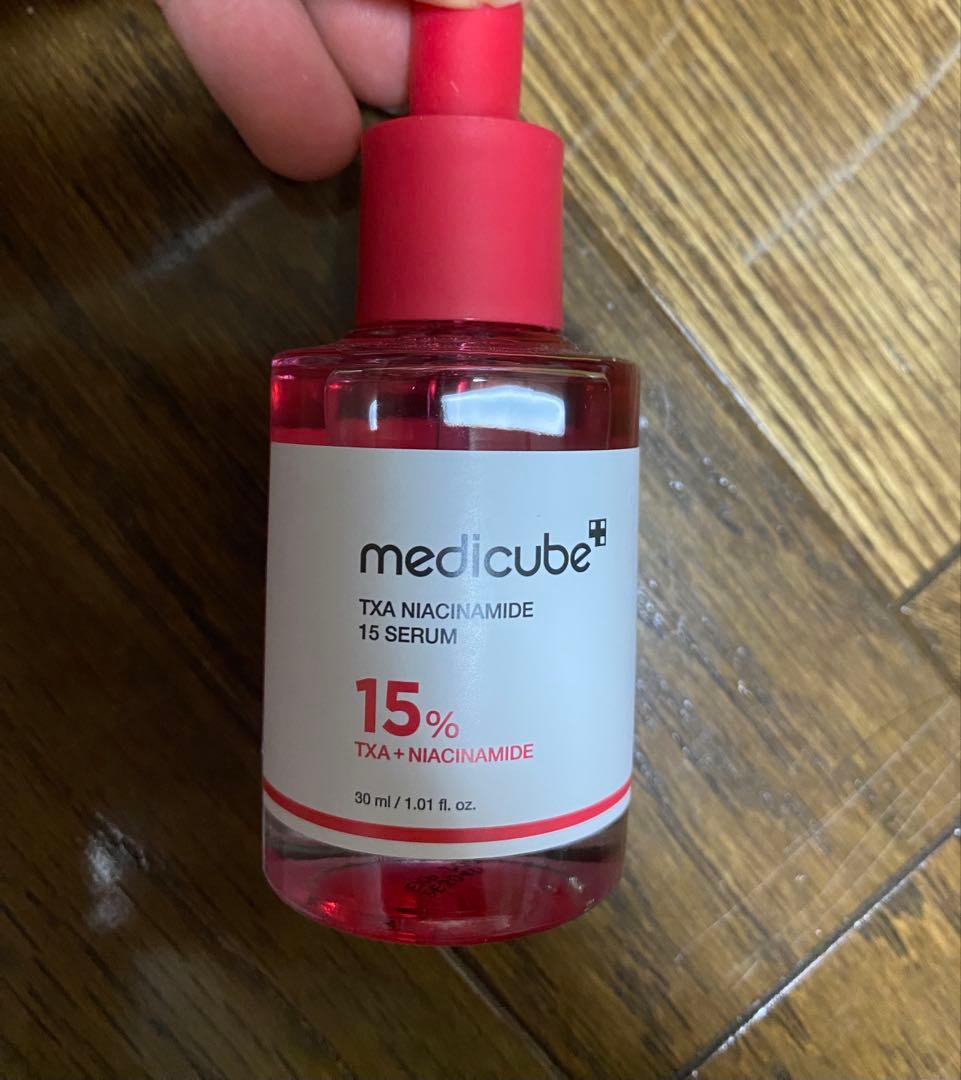 medicube
TXA NIACINAMIDE
15 SERUM
15%
TXA + NIACINAMIDE
30 ml / 1.01 fl. oz.